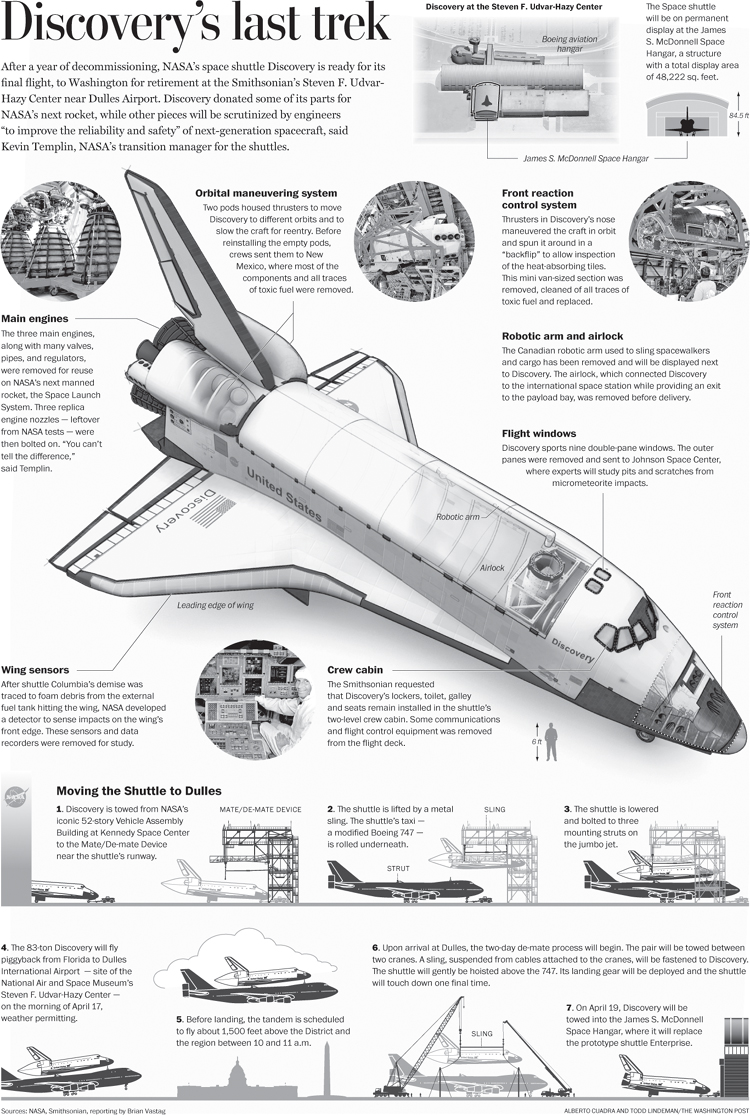 Discovery's last trek
After a year of decommissioning, NASA's space shuttle Discovery is ready for its
final flight, to Washington for retirement at the Smithsonian's Steven F. Udvar-
Hazy Center near Dulles Airport. Discovery donated some of its parts for
NASA's next rocket, while other pieces will be scrutinized by engineers
“to improve the reliability and safety” of next-generation spacecraft, said
Kevin Templin, NASA's transition manager for the shuttles.
Discovery at the Steven F. Udvar-Hazy Center
Boeing aviation
hangar
James S. McDonnell Space Hangar
The Space shuttle
will be on permanent
display at the James
S. McDonnell Space
Hangar, a structure
with a total display area
of 48,222 sq. feet.
84.5 ft
Orbital maneuvering system
Two pods housed thrusters to move
Discovery to different orbits and to
slow the craft for reentry. Before
reinstalling the empty pods,
crews sent them to New
Mexico, where most of the
components and all traces
of toxic fuel were removed.
Front reaction
control system
Thrusters in Discovery's nose
maneuvered the craft in orbit
and spun it around in a
“backflip” to allow inspection
of the heat-absorbing tiles.
This mini van-sized section was
removed, cleaned of all traces of
toxic fuel and replaced.
Main engines
The three main engines,
along with many valves,
pipes, and regulators,
were removed for reuse
on NASA's next manned
rocket, the Space Launch
System. Three replica
engine nozzles — leftover
from NASA tests — were
then bolted on. “You can't
tell the difference,”
said Templin.
Robotic arm and airlock
The Canadian robotic arm used to sling spacewalkers
and cargo has been removed and will be displayed next
to Discovery. The airlock, which connected Discovery
to the international space station while providing an exit
to the payload bay, was removed before delivery.
Flight windows
Discovery sports nine double-pane windows. The outer
panes were removed and sent to Johnson Space Center,
where experts will study pits and scratches from
micrometeorite impacts.
United States
Discovery
Robotic arm
Airlock
Discovery
Leading edge of wing
Front
reaction
control
system
Wing sensors
After shuttle Columbia's demise was
traced to foam debris from the external
fuel tank hitting the wing, NASA developed
a detector to sense impacts on the wing's
front edge. These sensors and data
recorders were removed for study.
Crew cabin
The Smithsonian requested
that Discovery's lockers, toilet, galley
and seats remain installed in the shuttle's
two-level crew cabin. Some communications
and flight control equipment was removed
from the flight deck.
6 ft
NASA
Moving the Shuttle to Dulles
1. Discovery is towed from NASA's
iconic 52-story Vehicle Assembly
Building at Kennedy Space Center
to the Mate/De-mate Device
near the shuttle's runway.
MATE/DE-MATE DEVICE
2. The shuttle is lifted by a metal
sling. The shuttle's taxi —
a modified Boeing 747 —
is rolled underneath.
SLING
STRUT
3. The shuttle is lowered
and bolted to three
mounting struts on
the jumbo jet.
4. The 83-ton Discovery will fly
piggyback from Florida to Dulles
International Airport — site of the
National Air and Space Museum's
Steven F. Udvar-Hazy Center —
on the morning of April 17,
weather permitting.
5. Before landing, the tandem is scheduled
to fly about 1,500 feet above the District and
the region between 10 and 11 a.m.
6. Upon arrival at Dulles, the two-day de-mate process will begin. The pair will be towed between
two cranes. A sling, suspended from cables attached to the cranes, will be fastened to Discovery.
The shuttle will gently be hoisted above the 747. Its landing gear will be deployed and the shuttle
will touch down one final time.
SLING
7. On April 19, Discovery will be
towed into the James S. McDonnell
Space Hangar, where it will replace
the prototype shuttle Enterprise.
Sources: NASA, Smithsonian, reporting by Brian Vastag
ALBERTO CUADRA AND TODD LINDEMAN/THE WASHINGTON POST